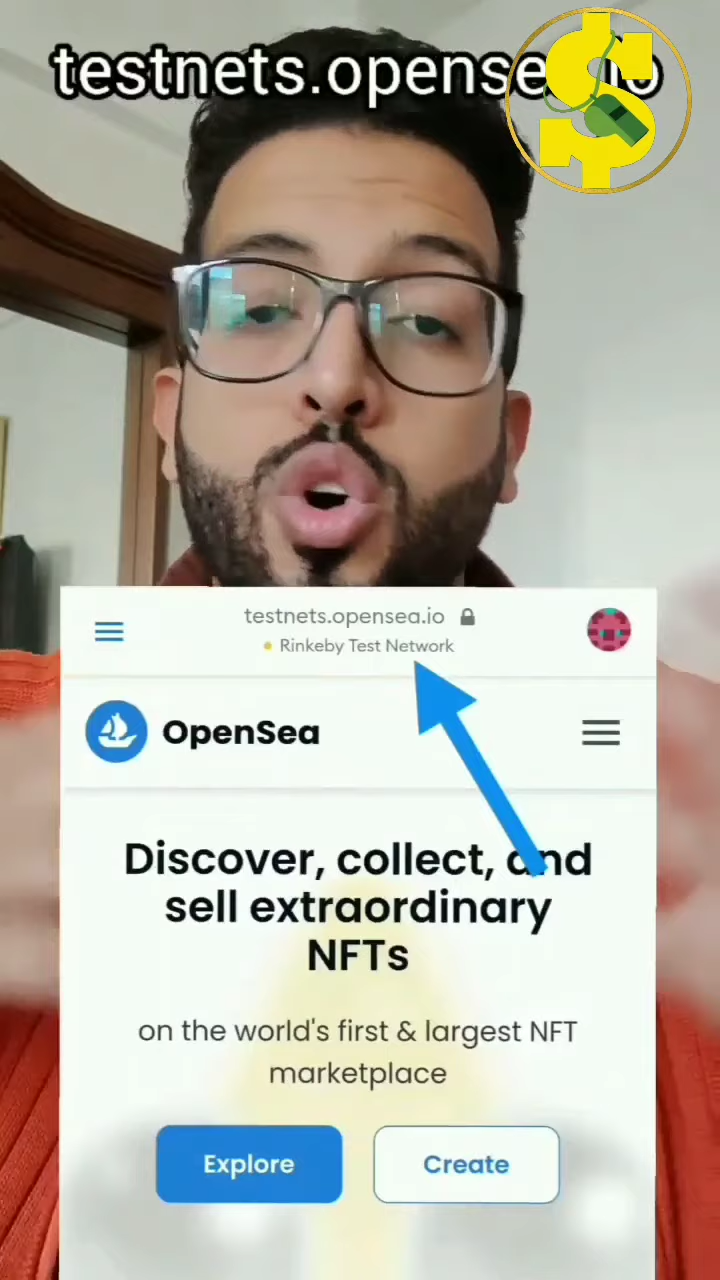 testnets.opensea.io
testnets.opensea.io
Rinkeby Test Network
OpenSea
Discover, collect, and
sell extraordinary
NFTs
on the world's first & largest NFT
marketplace
Explore
Create